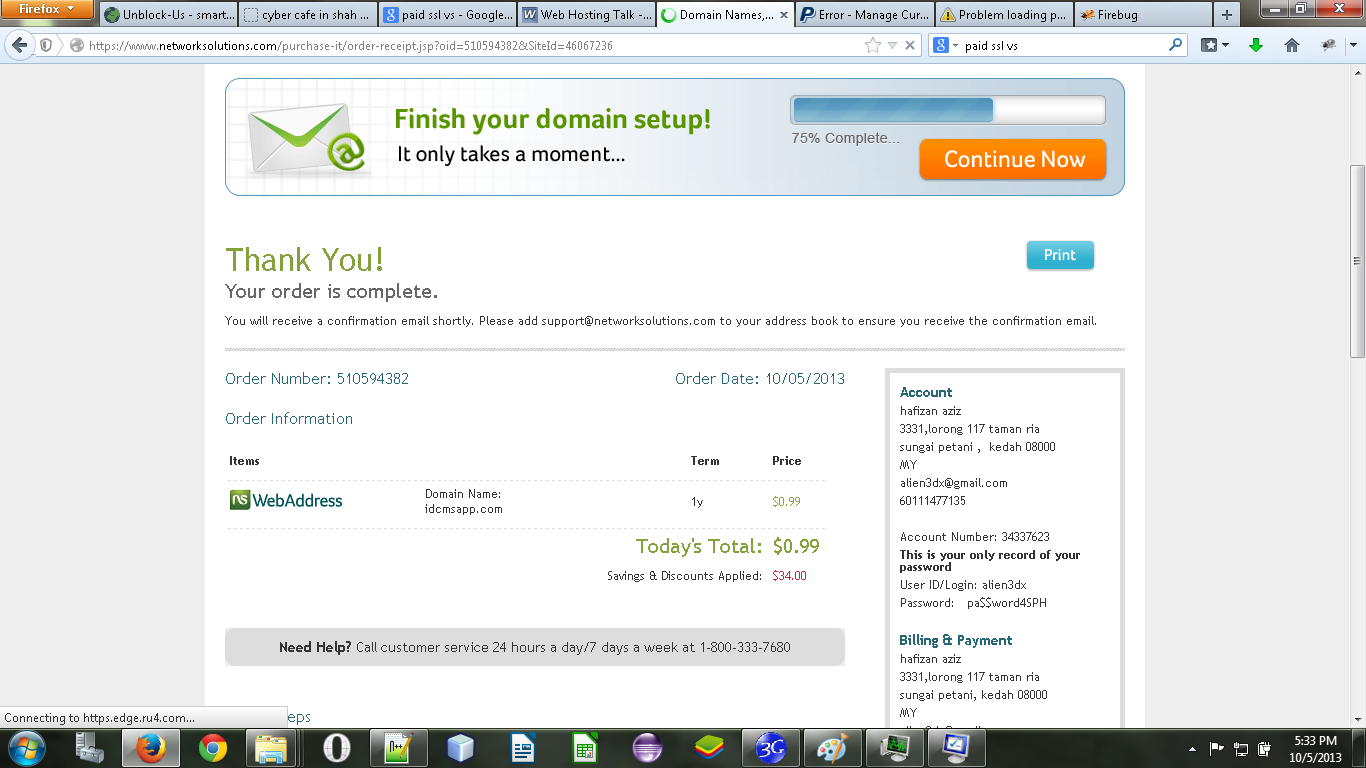 Firefox
Unblock-Us - smart...
cyber cafe in shah ...
paid ssl vs - Google...
Web Hosting Talk -...
Domain Names,...
Error - Manage Cur...
Problem loading p...
Firebug
https://www.networksolutions.com/purchase-it/order-receipt.jsp?oid=510594382&SiteId=46067236
paid ssl vs
Finish your domain setup!
It only takes a moment...
75% Complete...
Continue Now
Thank You!
Print
Your order is complete.
You will receive a confirmation email shortly. Please add support@networksolutions.com to your address book to ensure you receive the confirmation email.
Order Number: 510594382
Order Date: 10/05/2013
Order Information
Items Term Price
ns WebAddress
Domain Name:
idcmsapp.com
1y
$0.99
Today's Total: $0.99
Savings & Discounts Applied: $34.00
Need Help? Call customer service 24 hours a day/7 days a week at 1-800-333-7680
eps
Account
hafizan aziz
3331,lorong 117 taman ria
sungai petani , kedah 08000
MY
alien3dx@gmail.com
60111477135
Account Number: 34337623
This is your only record of your
password
User ID/Login: alien3dx
Password: pa$$word4SPH
Billing & Payment
hafizan aziz
3331,lorong 117 taman ria
sungai petani, kedah 08000
MY
Connecting to https.edge.ru4.com...
3G
5:33 PM
10/5/2013